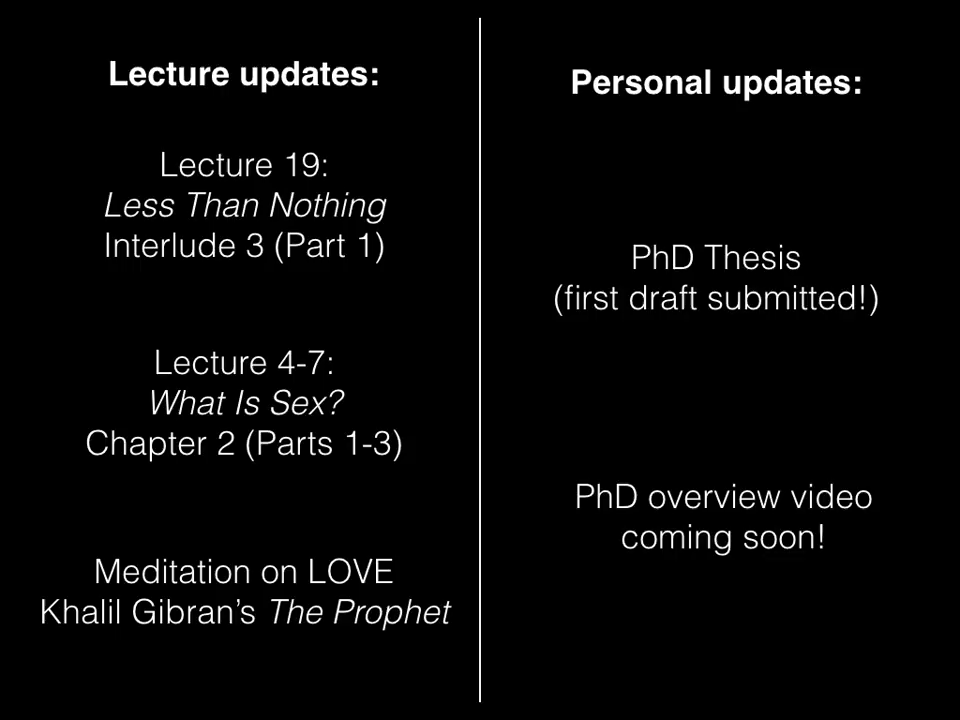 Lecture updates:
Lecture 19:
Less Than Nothing
Interlude 3 (Part 1)
Lecture 4-7:
What Is Sex?
Chapter 2 (Parts 1-3)
Meditation on LOVE
Khalil Gibran’s The Prophet
Personal updates:
PhD Thesis
(first draft submitted!)
PhD overview video
coming soon!